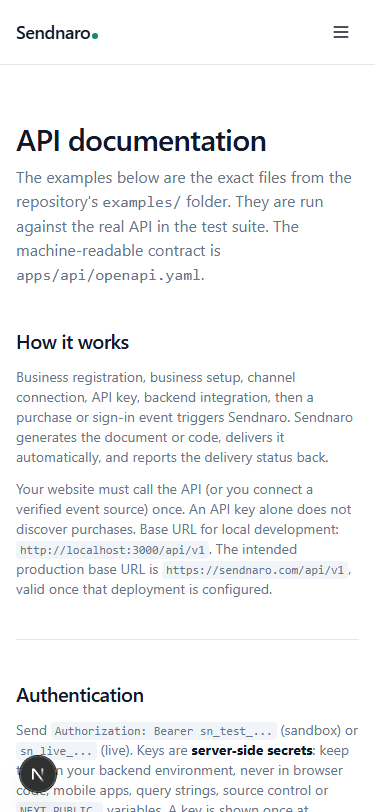 Sendnaro
API documentation
The examples below are the exact files from the
repository's examples/ folder. They are run
against the real API in the test suite. The
machine-readable contract is
apps/api/openapi.yaml.
How it works
Business registration, business setup, channel
connection, API key, backend integration, then a
purchase or sign-in event triggers Sendnaro. Sendnaro
generates the document or code, delivers it
automatically, and reports the delivery status back.
Your website must call the API (or you connect a
verified event source) once. An API key alone does not
discover purchases. Base URL for local development:
http://localhost:3000/api/v1. The intended
production base URL is https://sendnaro.com/api/v1,
valid once that deployment is configured.
Authentication
Send Authorization: Bearer sn_test_... (sandbox) or
sn_live_... (live). Keys are server-side secrets: keep
in your backend environment, never in browser
code, mobile apps, query strings, source control or
NEXT_PUBLIC_ variables. A key is shown once at
N